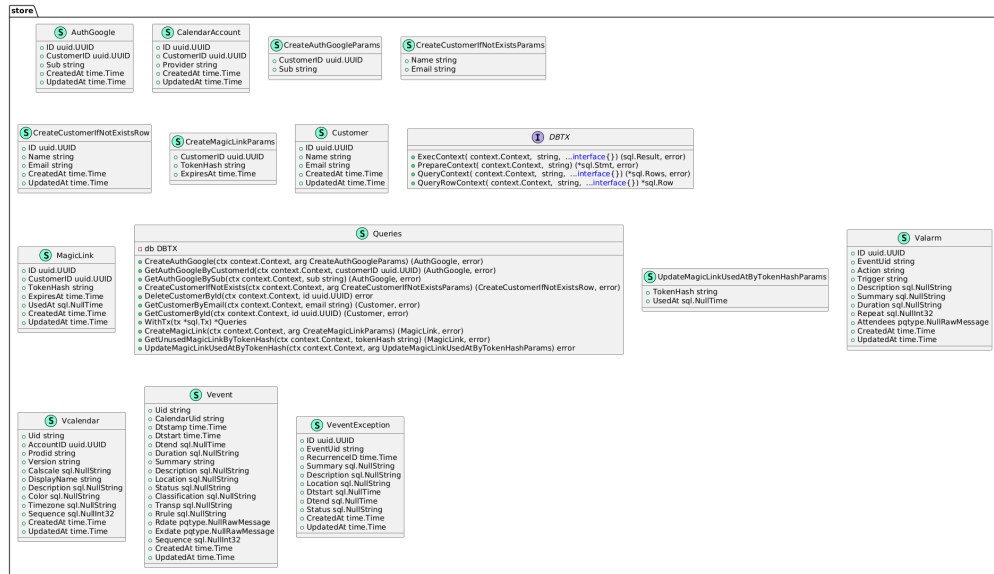 store
S AuthGoogle
ID uuid.UUID
CustomerID uuid.UUID
Sub string
CreatedAt time.Time
UpdatedAt time.Time
S CalendarAccount
ID uuid.UUID
CustomerID uuid.UUID
Provider string
CreatedAt time.Time
UpdatedAt time.Time
S CreateAuthGoogleParams
CustomerID uuid.UUID
Sub string
S CreateCustomerIfNotExistsParams
Name string
Email string
S CreateCustomerIfNotExistsRow
ID uuid.UUID
Name string
Email string
CreatedAt time.Time
UpdatedAt time.Time
S CreateMagicLinkParams
CustomerID uuid.UUID
TokenHash string
ExpiresAt time.Time
S Customer
ID uuid.UUID
Name string
Email string
CreatedAt time.Time
UpdatedAt time.Time
I DBTX
ExecContext( context.Context,  string,  ...interface{}) (sql.Result, error)
PrepareContext( context.Context,  string) (*sql.Stmt, error)
QueryContext( context.Context,  string,  ...interface{}) (*sql.Rows, error)
QueryRowContext( context.Context,  string,  ...interface{}) *sql.Row
S MagicLink
ID uuid.UUID
CustomerID uuid.UUID
TokenHash string
ExpiresAt time.Time
UsedAt sql.NullTime
CreatedAt time.Time
UpdatedAt time.Time
S Queries
db DBTX
CreateAuthGoogle(ctx context.Context, arg CreateAuthGoogleParams) (AuthGoogle, error)
GetAuthGoogleByCustomerId(ctx context.Context, customerID uuid.UUID) (AuthGoogle, error)
GetAuthGoogleBySub(ctx context.Context, sub string) (AuthGoogle, error)
CreateCustomerIfNotExists(ctx context.Context, arg CreateCustomerIfNotExistsParams) (CreateCustomerIfNotExistsRow, error)
DeleteCustomerById(ctx context.Context, id uuid.UUID) error
GetCustomerByEmail(ctx context.Context, email string) (Customer, error)
GetCustomerById(ctx context.Context, id uuid.UUID) (Customer, error)
WithTx(tx *sql.Tx) *Queries
CreateMagicLink(ctx context.Context, arg CreateMagicLinkParams) (MagicLink, error)
GetUnusedMagicLinkByTokenHash(ctx context.Context, tokenHash string) (MagicLink, error)
UpdateMagicLinkUsedAtByTokenHash(ctx context.Context, arg UpdateMagicLinkUsedAtByTokenHashParams) error
S UpdateMagicLinkUsedAtByTokenHashParams
TokenHash string
UsedAt sql.NullTime
S Valarm
ID uuid.UUID
EventUid string
Action string
Trigger string
Description sql.NullString
Summary sql.NullString
Duration sql.NullString
Repeat sql.NullInt32
Attendees pqtype.NullRawMessage
CreatedAt time.Time
UpdatedAt time.Time
S Vcalendar
Uid string
AccountID uuid.UUID
Prodid string
Version string
Calscale sql.NullString
DisplayName string
Description sql.NullString
Color sql.NullString
Timezone sql.NullString
Sequence sql.NullInt32
CreatedAt time.Time
UpdatedAt time.Time
S Vevent
Uid string
CalendarUid string
Dtstamp time.Time
Dtstart time.Time
Dtend sql.NullTime
Duration sql.NullString
Summary string
Description sql.NullString
Location sql.NullString
Status sql.NullString
Classification sql.NullString
Transp sql.NullString
Rrule sql.NullString
Rdate pqtype.NullRawMessage
Exdate pqtype.NullRawMessage
Sequence sql.NullInt32
CreatedAt time.Time
UpdatedAt time.Time
S VeventException
ID uuid.UUID
EventUid string
RecurrenceID time.Time
Summary sql.NullString
Description sql.NullString
Location sql.NullString
Dtstart sql.NullTime
Dtend sql.NullTime
Status sql.NullString
CreatedAt time.Time
UpdatedAt time.Time